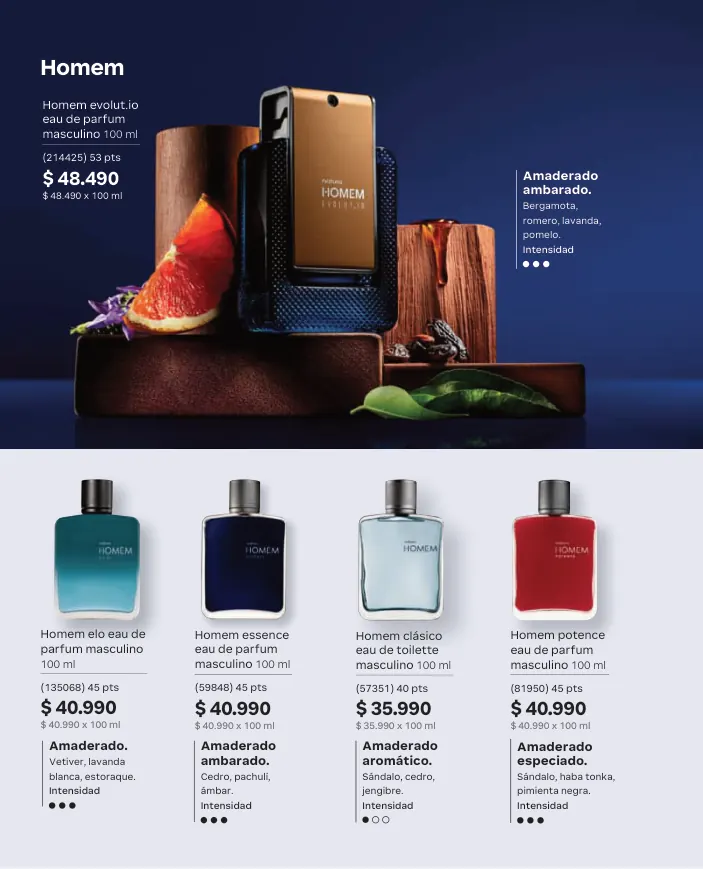 Homem
Homem evolut.io
eau de parfum
masculino 100 ml
(214425) 53 pts
$ 48.490
$ 48.490 x 100 ml
natura
HOMEM
EVOLUT.IO
Amaderado
ambarado.
Bergamota,
romero, lavanda,
pomelo.
Intensidad
natura
HOMEM
Homem elo eau de
parfum masculino
100 ml
(135068) 45 pts
$ 40.990
$ 40.990 x 100 ml
Amaderado.
Vetiver, lavanda
blanca, estoraque.
Intensidad
HOMEM
Homem essence
eau de parfum
masculino 100 ml
(59848) 45 pts
$ 40.990
$ 40.990 x 100 ml
Amaderado
ambarado.
Cedro, pachulí,
ámbar.
Intensidad
HOMEM
Homem clásico
eau de toilette
masculino 100 ml
(57351) 40 pts
$ 35.990
$ 35.990 x 100 ml
Amaderado
aromático.
Sándalo, cedro,
jengibre.
Intensidad
HOMEM
Homem potence
eau de parfum
masculino 100 ml
(81950) 45 pts
$ 40.990
$ 40.990 x 100 ml
Amaderado
especiado.
Sándalo, haba tonka,
pimienta negra.
Intensidad